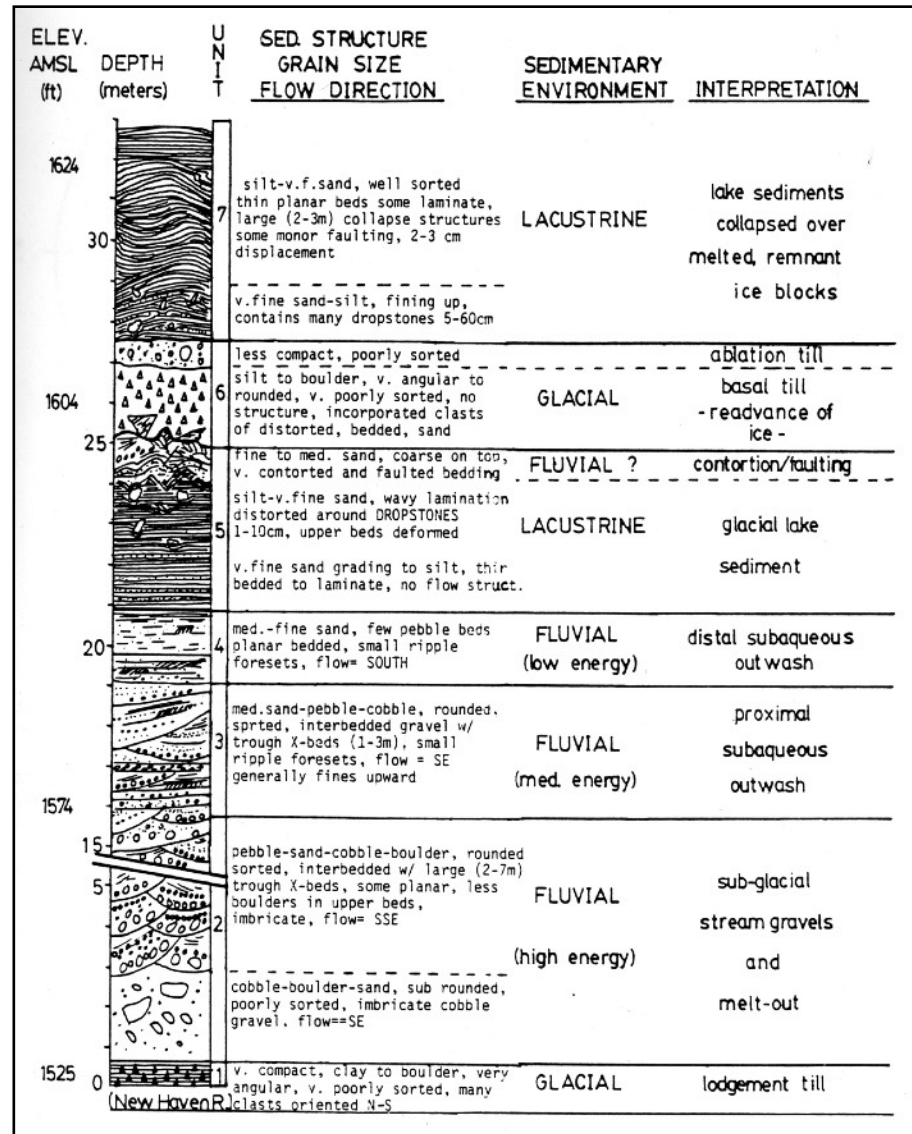 ELEV.
AMSL
(ft)
DEPTH
(meters)
UNIT
SED. STRUCTURE
GRAIN SIZE
FLOW DIRECTION
SEDIMENTARY
ENVIRONMENT
INTERPRETATION
1624
30
7
silt-v.f.sand, well sorted
thin planar beds some laminate,
large (2-3m) collapse structures
some monor faulting, 2-3 cm
displacement
LACUSTRINE
lake sediments
collapsed over
melted, remnant
ice blocks
v.fine sand-silt, fining up,
contains many dropstones 5-60cm
less compact, poorly sorted
ablation till
1604
25
6
silt to boulder, v. angular to
rounded, v. poorly sorted, no
structure, incorporated clasts
of distorted, bedded, sand
GLACIAL
basal till
-readvance of
ice-
fine to med. sand, coarse on top,
v. contorted and faulted bedding
FLUVIAL ?
contortion/faulting
5
silt-v.fine sand, wavy lamination
distorted around DROPSTONES
1-10cm, upper beds deformed
v.fine sand grading to silt, thir
bedded to laminate, no flow struct.
LACUSTRINE
glacial lake
sediment
20
4
med.-fine sand, few pebble beds
planar bedded, small ripple
foresets, flow= SOUTH
FLUVIAL
(low energy)
distal subaqueous
outwash
1574
15
3
med.sand-pebble-cobble, rounded.
sprted, interbedded gravel w/
trough X-beds (1-3m), small
ripple foresets, flow = SE
generally fines upward
FLUVIAL
(med. energy)
proximal
subaqueous
outwash
5
2
pebble-sand-cobble-boulder, rounded
sorted, interbedded w/ large (2-7m)
trough X-beds, some planar, less
boulders in upper beds,
imbricate, flow= SSE
FLUVIAL
(high energy)
sub-glacial
stream gravels
and
melt-out
cobble-boulder-sand, sub rounded,
poorly sorted, imbricate cobble
gravel, flow==SE
1525
0
(New Haven R.)
1
v. compact, clay to boulder, very
angular, v. poorly sorted, many
clasts oriented N-S
GLACIAL
lodgement till